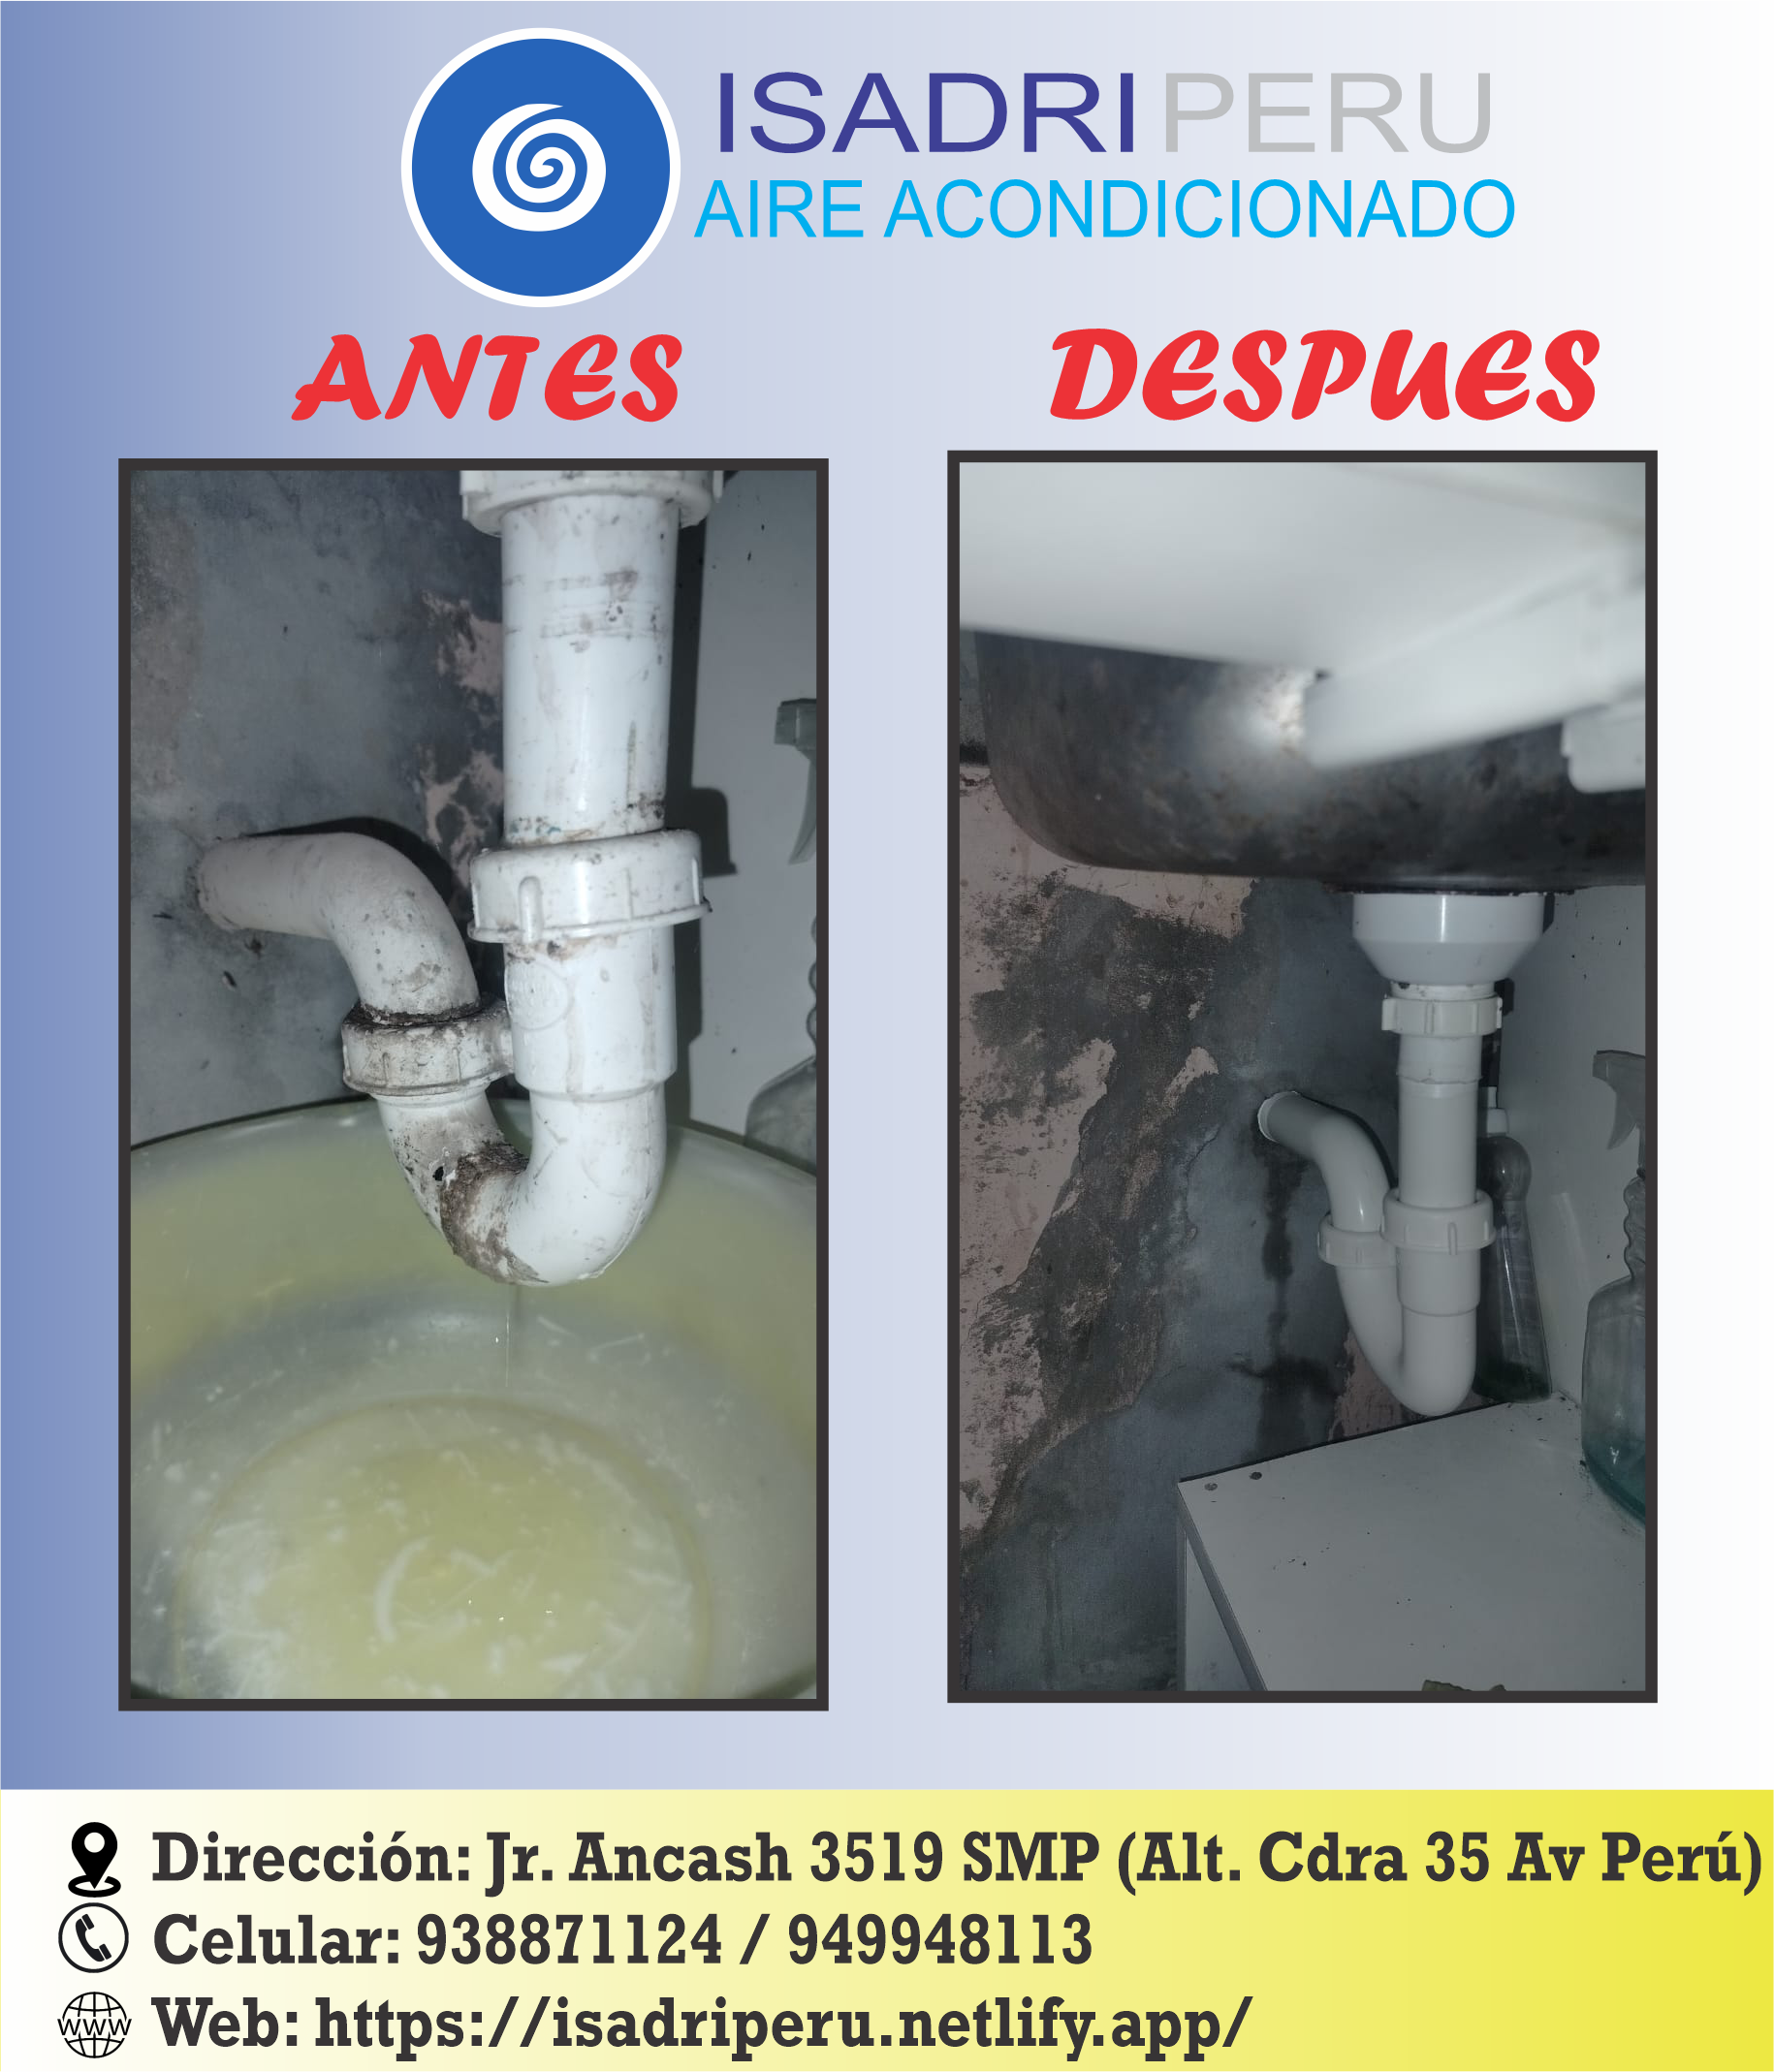 ISADRI PERU
AIRE ACONDICIONADO
ANTES
DESPUES
Dirección: Jr. Ancash 3519 SMP (Alt. Cdra 35 Av Perú)
Celular: 938871124 / 949948113
www
Web: https://isadriperu.netlify.app/